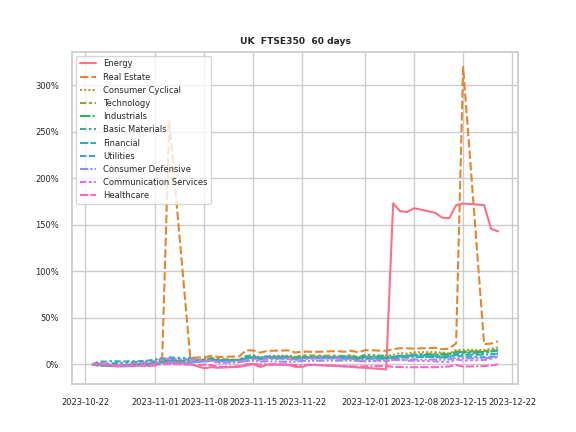 UK FTSE350 60 days
300%
250%
200%
150%
100%
50%
0%
Energy
Real Estate
Consumer Cyclical
Technology
Industrials
Basic Materials
Financial
Utilities
Consumer Defensive
Communication Services
Healthcare
2023-10-22 2023-11-01 2023-11-08 2023-11-15 2023-11-22 2023-12-01 2023-12-08 2023-12-15 2023-12-22